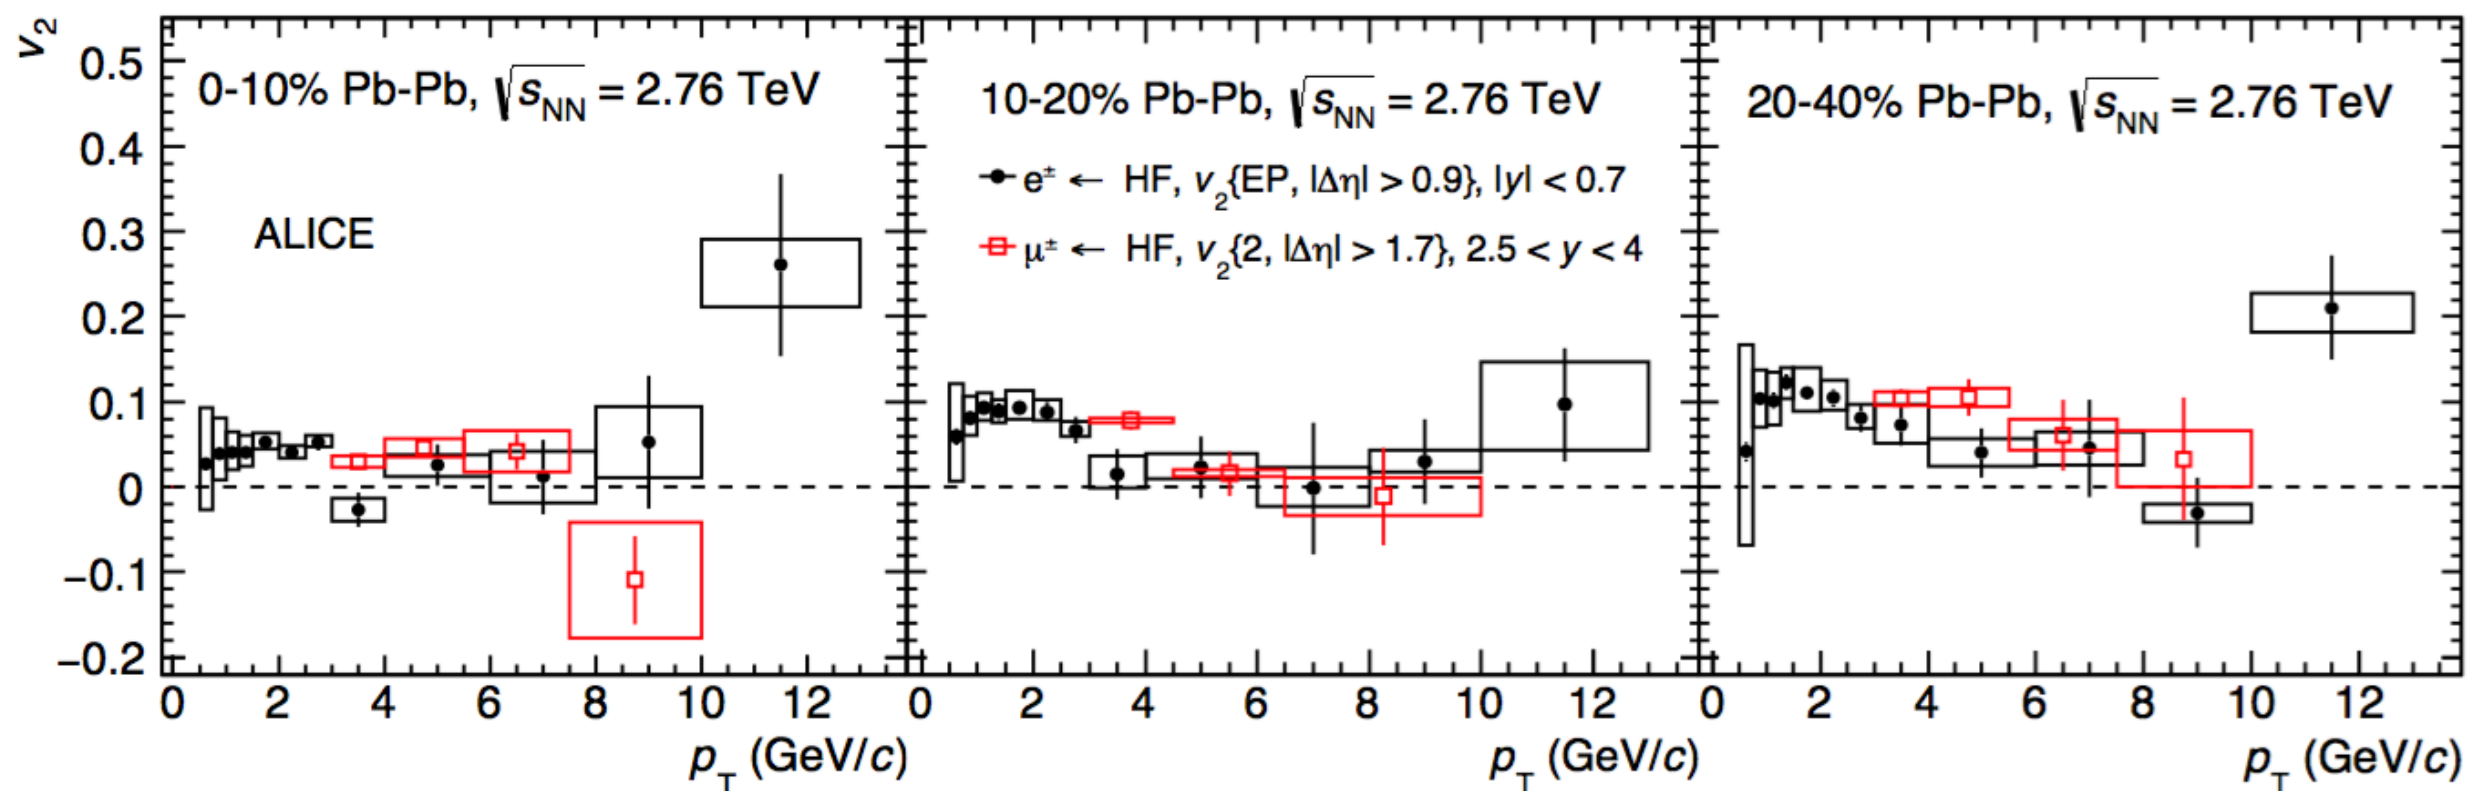 v2
0.5
0.4
0.3
0.2
0.1
0
−0.1
−0.2
0-10% Pb-Pb, √sNN = 2.76 TeV
ALICE
0 2 4 6 8 10 12
pT (GeV/c)
10-20% Pb-Pb, √sNN = 2.76 TeV
e± ← HF, v2{EP, |Δη| > 0.9}, |y| < 0.7
μ± ← HF, v2{2, |Δη| > 1.7}, 2.5 < y < 4
0 2 4 6 8 10 12
pT (GeV/c)
20-40% Pb-Pb, √sNN = 2.76 TeV
0 2 4 6 8 10 12
pT (GeV/c)